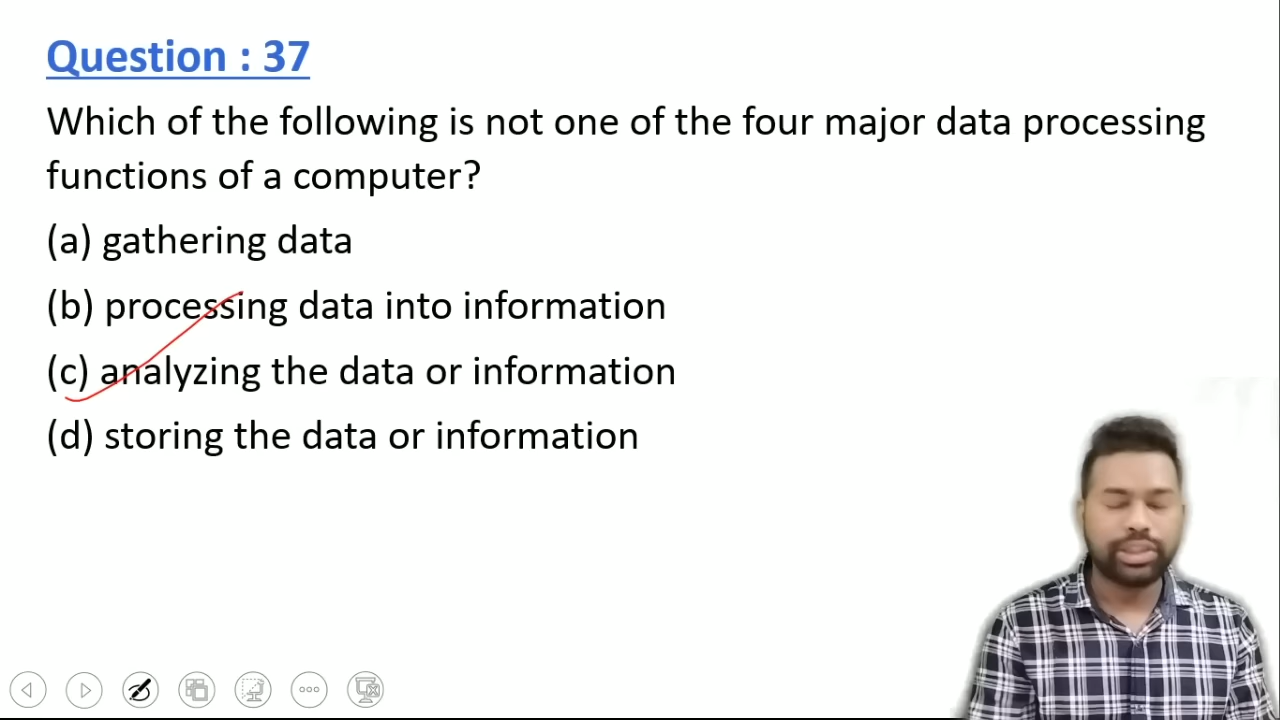 Question : 37
Which of the following is not one of the four major data processing
functions of a computer?
(a) gathering data
(b) processing data into information
(c) analyzing the data or information
(d) storing the data or information